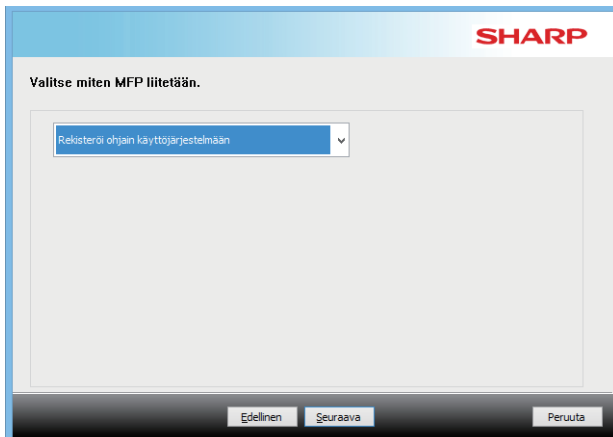 SHARP
Valitse miten MFP liitetään.
Rekisteröi ohjain käyttöjärjestelmään
Edellinen
Seuraava
Peruuta